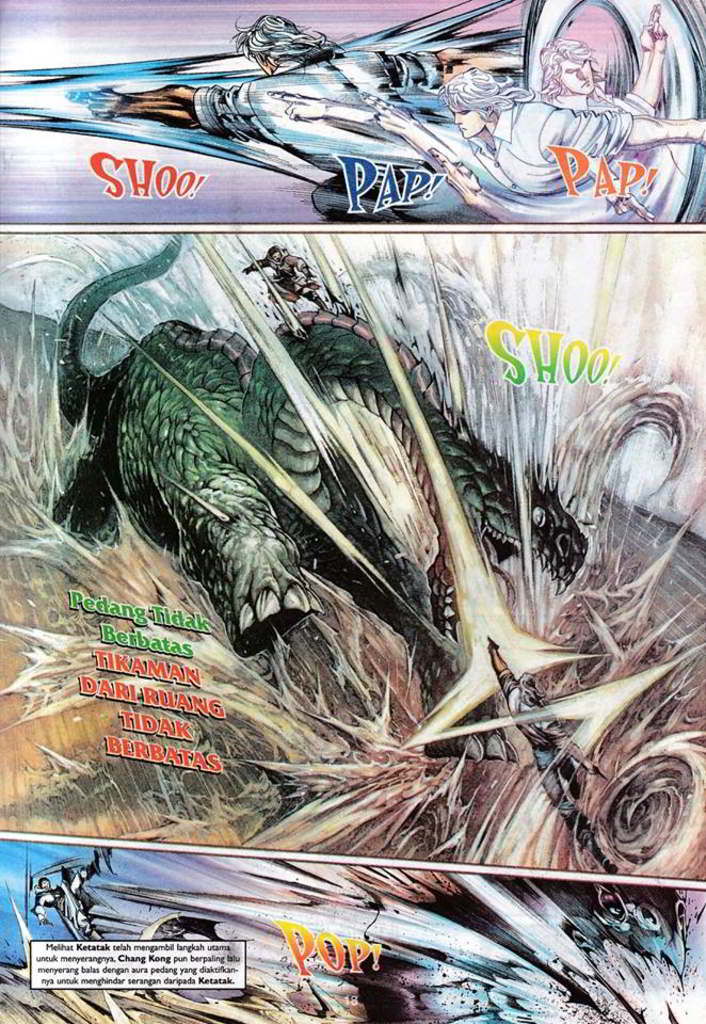 SHOO!
PAP!
PAP!
SHOO!
Pedang Tidak
Berbatas
TIKAMAN
DARI RUANG
TIDAK
BERBATAS
Melihat Ketatak telah mengambil langkah utama
untuk menyerangnya, Chang Kong pun berpaling lalu
menyerang balas dengan aura pedang yang diaktifkan-
nya untuk menghindar serangan daripada Ketatak.
POP!